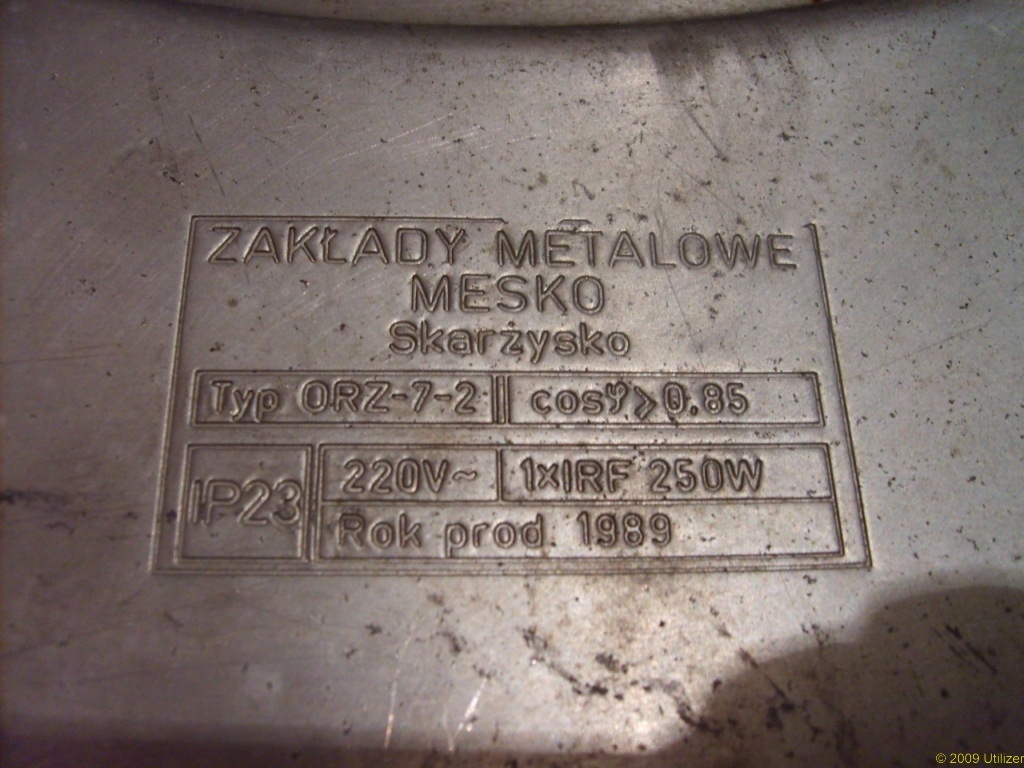 ZAKŁADY METALOWE
MESKO
Skarżysko
Typ ORZ-7-2 cosφ>0.85
IP23
220V~ 1xIRF 250W
Rok prod 1989
© 2009 Utilizer